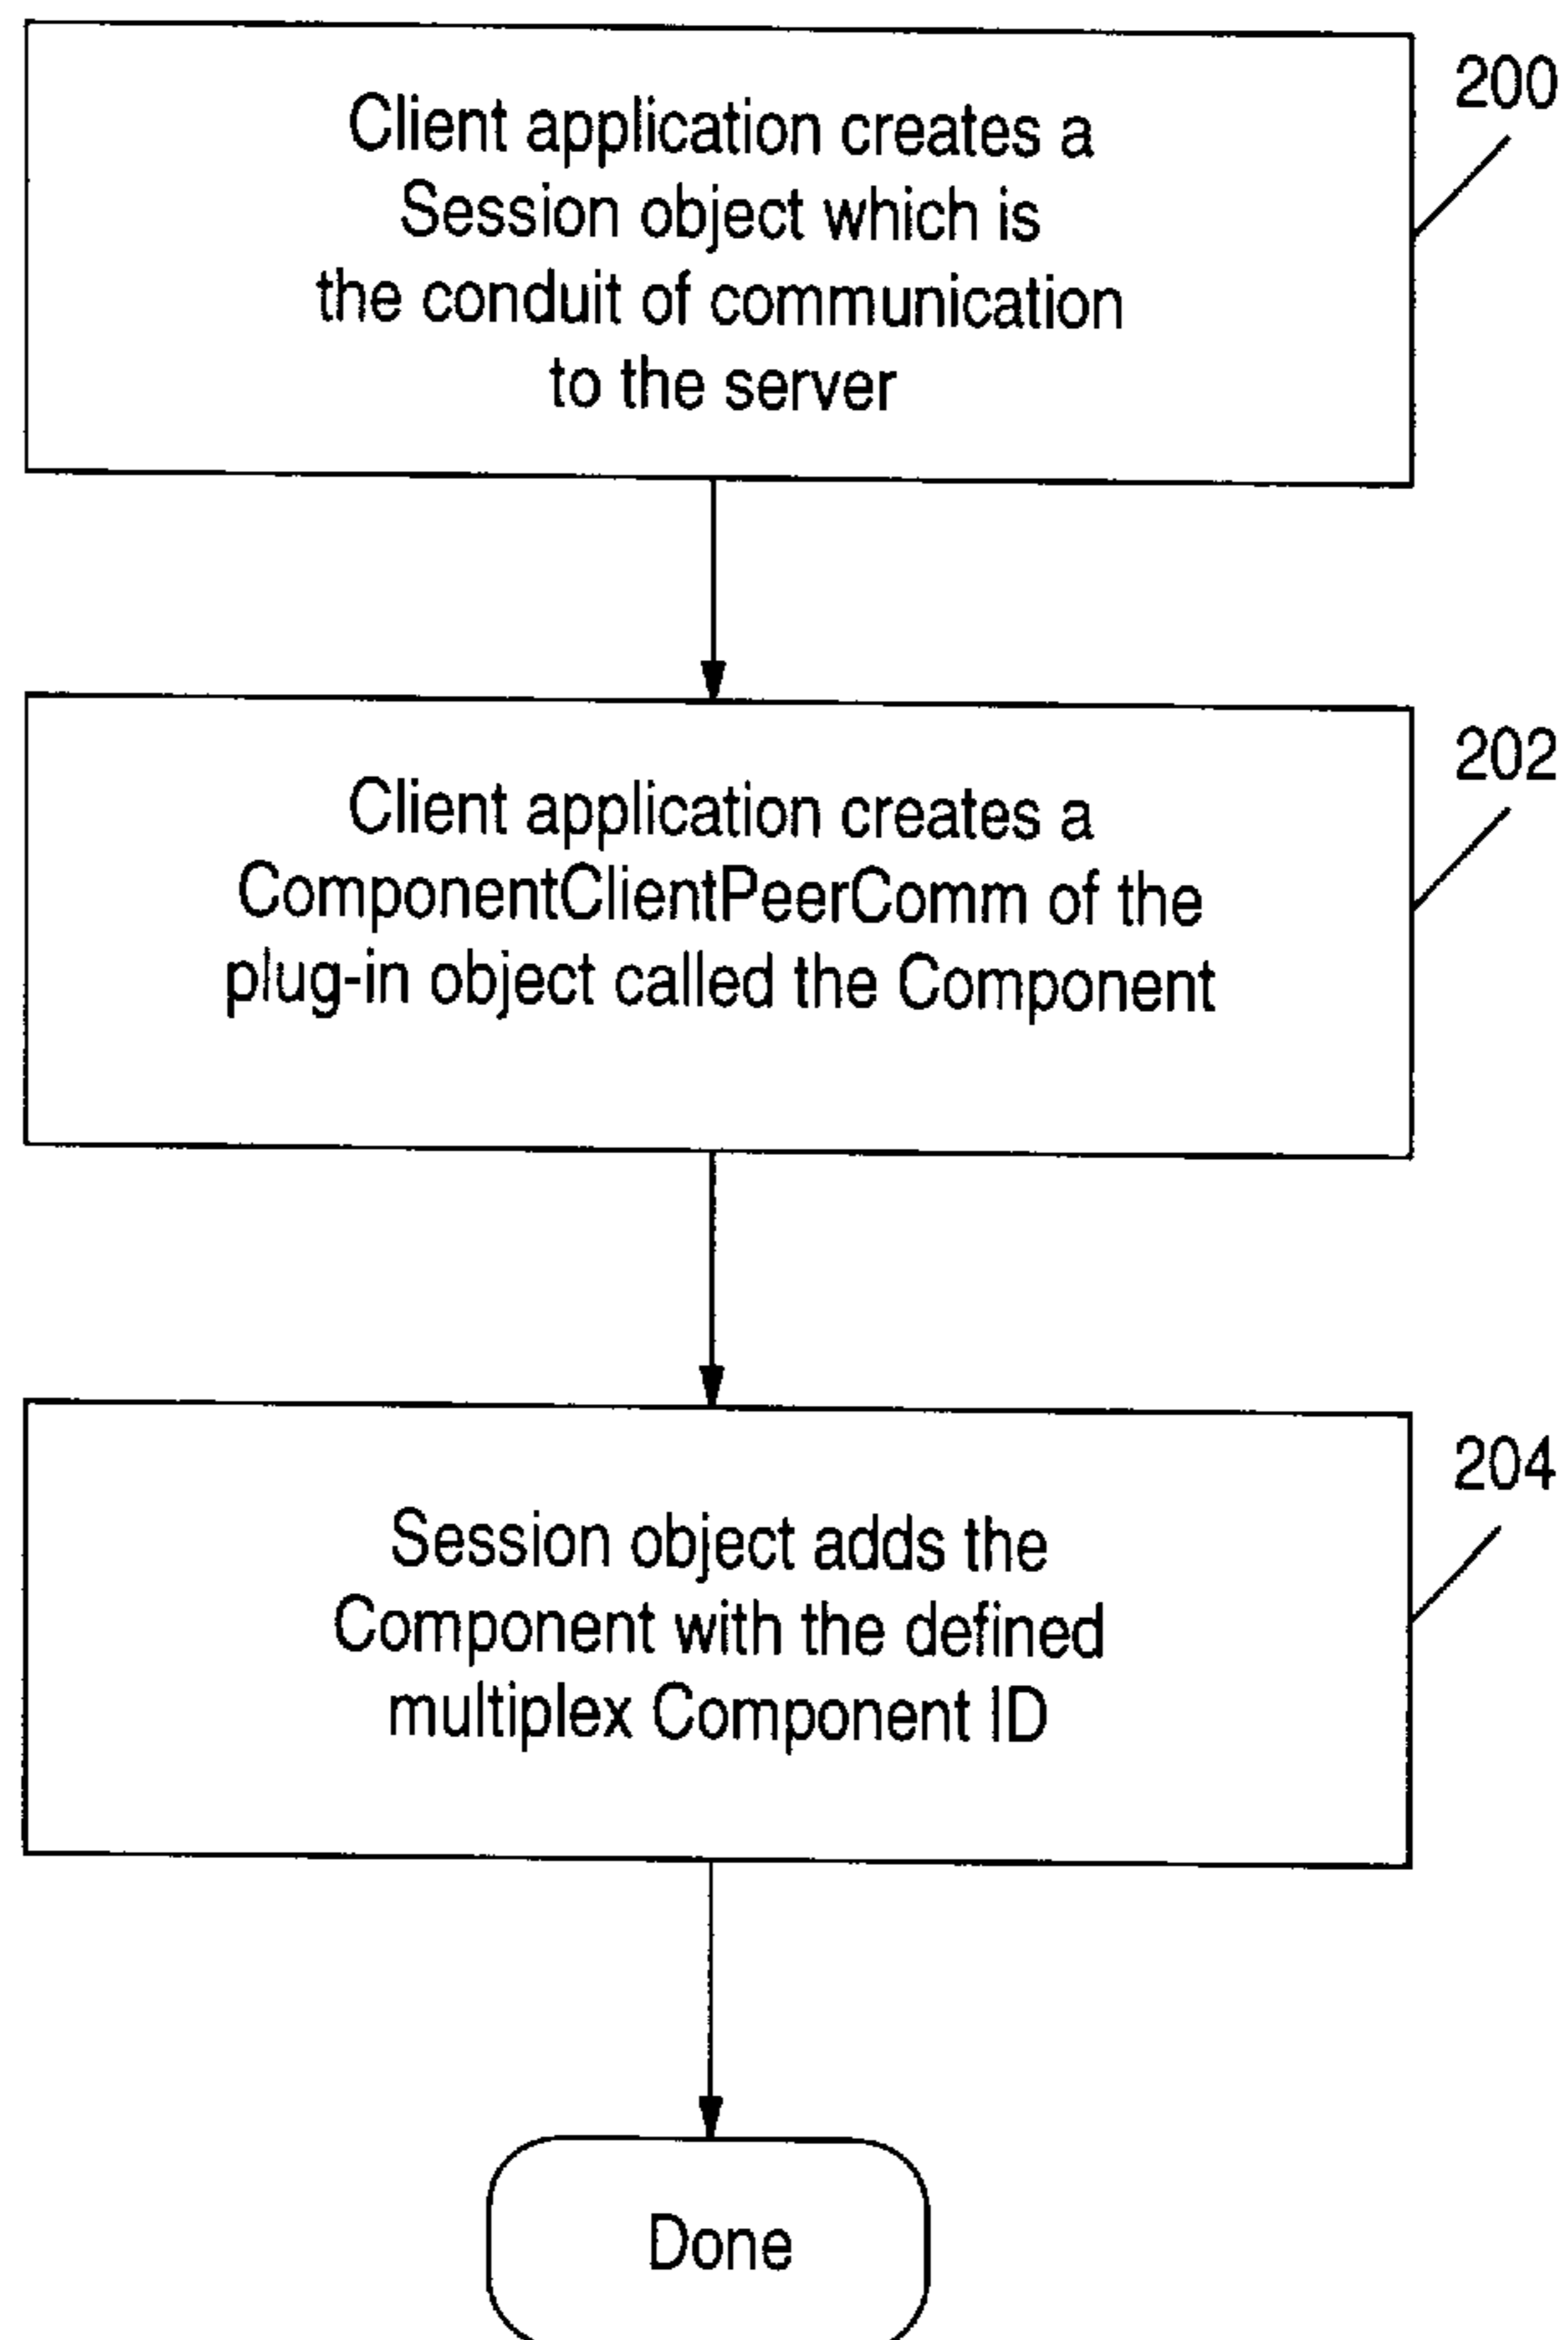 200
Client application creates a
Session object which is
the conduit of communication
to the server
202
Client application creates a
ComponentClientPeerComm of the
plug-in object called the Component
204
Session object adds the
Component with the defined
multiplex Component ID
Done